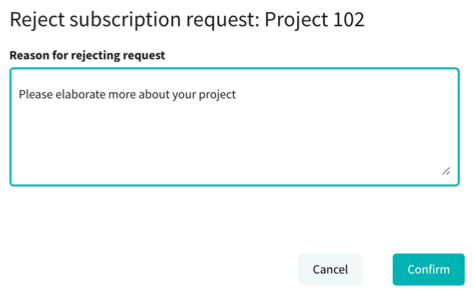 Reject subscription request: Project 102
Reason for rejecting request
Please elaborate more about your project
Cancel
Confirm